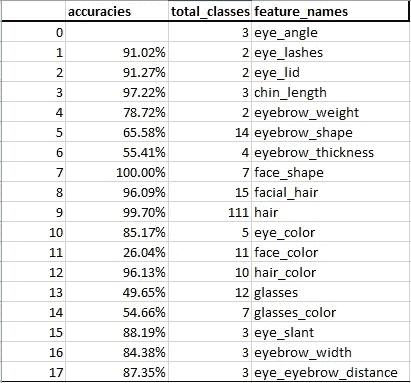 accuracies total_classes feature_names
0 3 eye_angle
1 91.02% 2 eye_lashes
2 91.27% 2 eye_lid
3 97.22% 3 chin_length
4 78.72% 2 eyebrow_weight
5 65.58% 14 eyebrow_shape
6 55.41% 4 eyebrow_thickness
7 100.00% 7 face_shape
8 96.09% 15 facial_hair
9 99.70% 111 hair
10 85.17% 5 eye_color
11 26.04% 11 face_color
12 96.13% 10 hair_color
13 49.65% 12 glasses
14 54.66% 7 glasses_color
15 88.19% 3 eye_slant
16 84.38% 3 eyebrow_width
17 87.35% 3 eye_eyebrow_distance